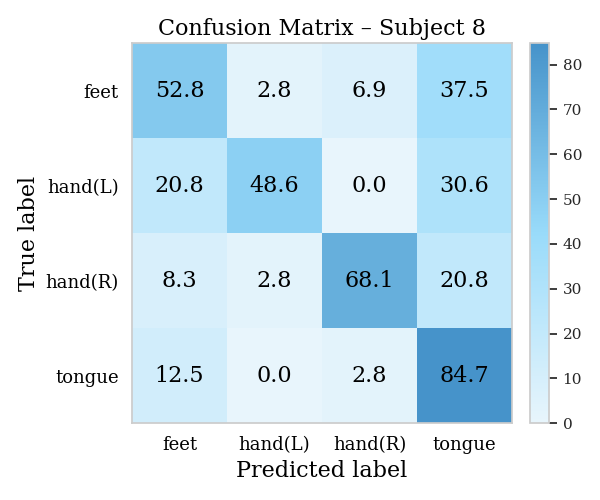 Confusion Matrix – Subject 8
feet 52.8 2.8 6.9 37.5
hand(L) 20.8 48.6 0.0 30.6
hand(R) 8.3 2.8 68.1 20.8
tongue 12.5 0.0 2.8 84.7
feet hand(L) hand(R) tongue
Predicted label
True label
80
70
60
50
40
30
20
10
0